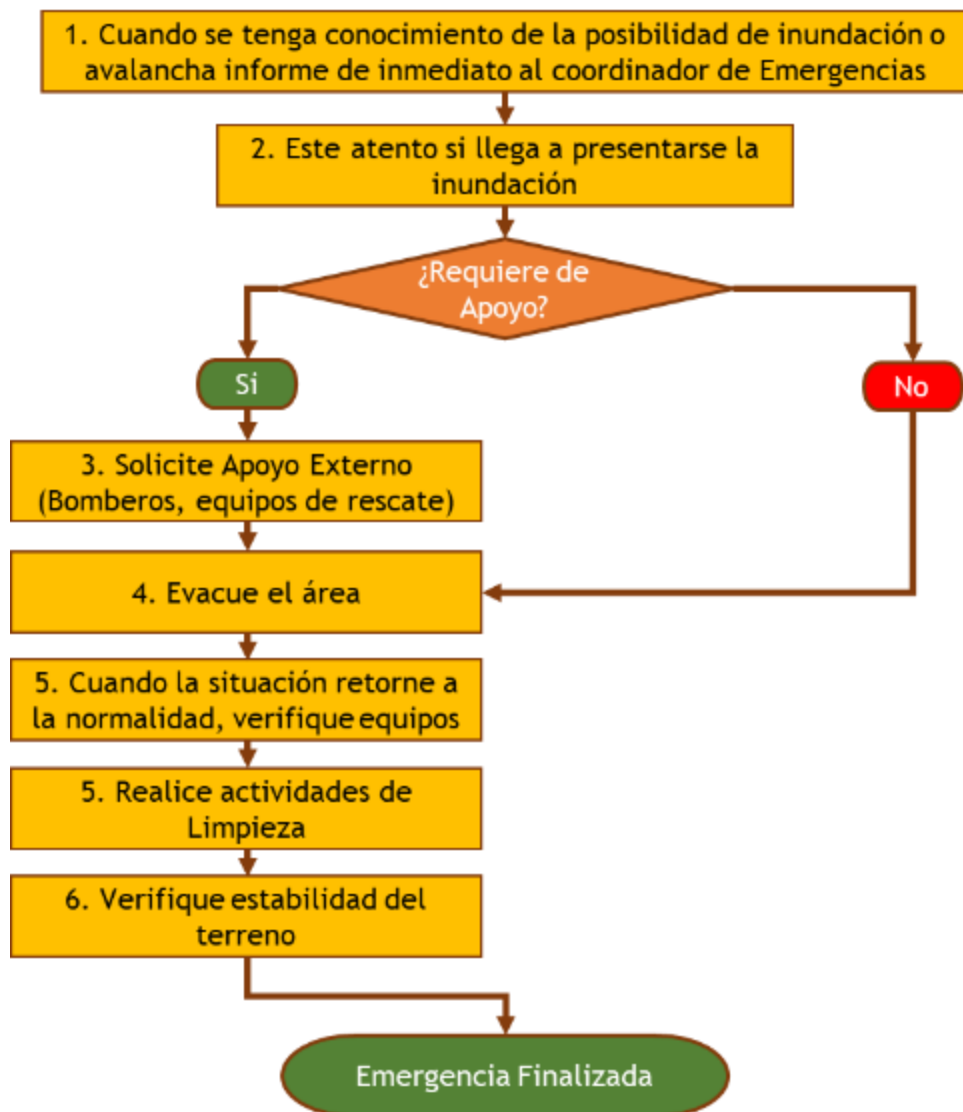 1. Cuando se tenga conocimiento de la posibilidad de inundación o
avalancha informe de inmediato al coordinador de Emergencias
2. Este atento si llega a presentarse la
inundación
¿Requiere de
Apoyo?
Si
No
3. Solicite Apoyo Externo
(Bomberos, equipos de rescate)
4. Evacue el área
5. Cuando la situación retorne a
la normalidad, verifique equipos
5. Realice actividades de
Limpieza
6. Verifique estabilidad del
terreno
Emergencia Finalizada